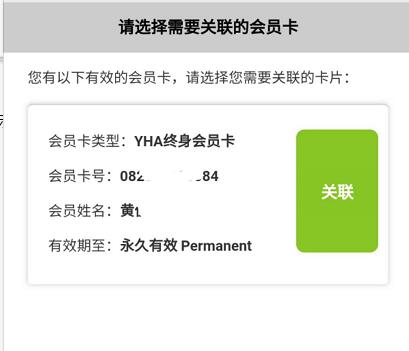 请选择需要关联的会员卡
您有以下有效的会员卡，请选择您需要关联的卡片：
会员卡类型：YHA终身会员卡
会员卡号：082 84
会员姓名：黄
有效期至：永久有效 Permanent
关联